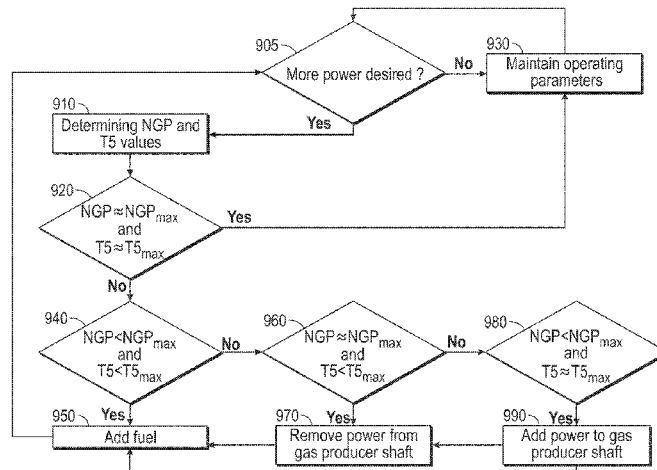 905
More power desired ?
No
930
Maintain operating
parameters
Yes
910
Determining NGP and
T5 values
920
NGP≈NGPmax
and
T5≈T5max
Yes
No
940
NGP<NGPmax
and
T5<T5max
No
960
NGP≈NGPmax
and
T5<T5max
No
980
NGP<NGPmax
and
T5≈T5max
Yes
950
Add fuel
Yes
970
Remove power from
gas producer shaft
Yes
990
Add power to gas
producer shaft